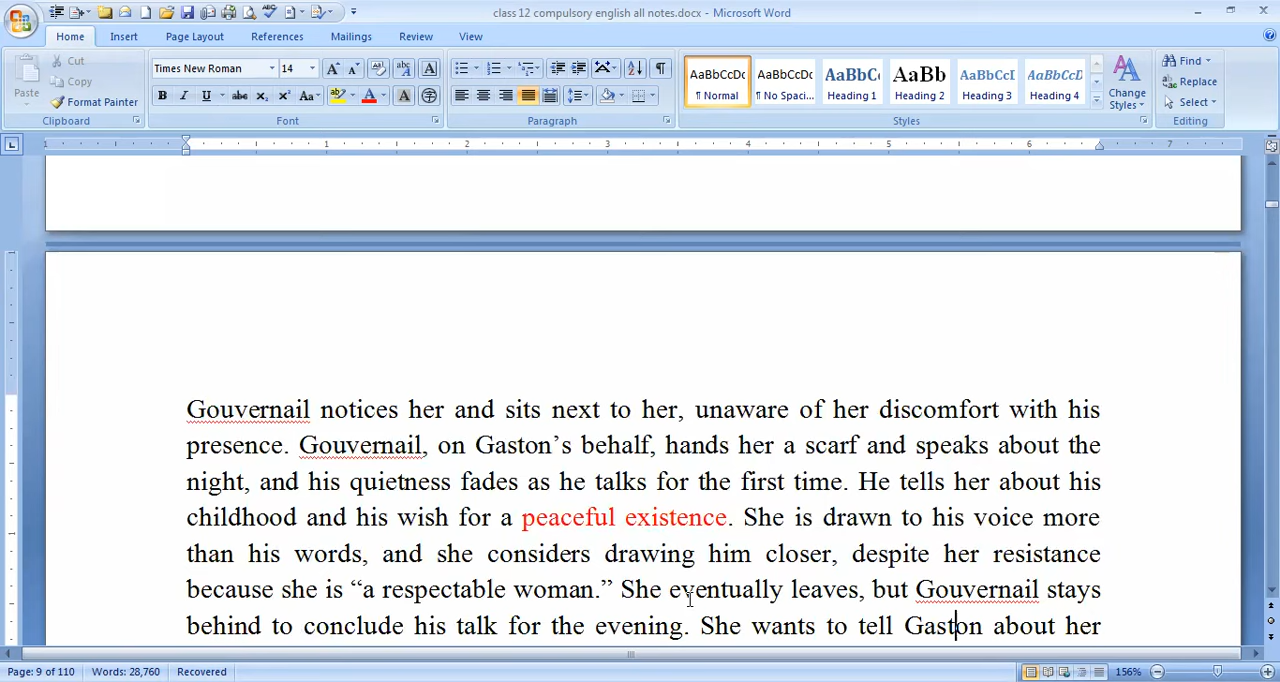 class 12 compulsory english all notes.docx - Microsoft Word
Home Insert Page Layout References Mailings Review View
Paste
Cut
Copy
Format Painter
Clipboard
Times New Roman 14
Font
Paragraph
AaBbCcDc AaBbCcDc AaBbC AaBb AaBbCcI AaBbCcD
¶ Normal ¶ No Spaci... Heading 1 Heading 2 Heading 3 Heading 4
Styles
Change
Styles
Find
Replace
Select
Editing
1 1 2 3 4 5 6 7
Gouvernail notices her and sits next to her, unaware of her discomfort with his
presence. Gouvernail, on Gaston’s behalf, hands her a scarf and speaks about the
night, and his quietness fades as he talks for the first time. He tells her about his
childhood and his wish for a peaceful existence. She is drawn to his voice more
than his words, and she considers drawing him closer, despite her resistance
because she is “a respectable woman.” She eventually leaves, but Gouvernail stays
behind to conclude his talk for the evening. She wants to tell Gaston about her
Page: 9 of 110 Words: 28,760 Recovered 156%